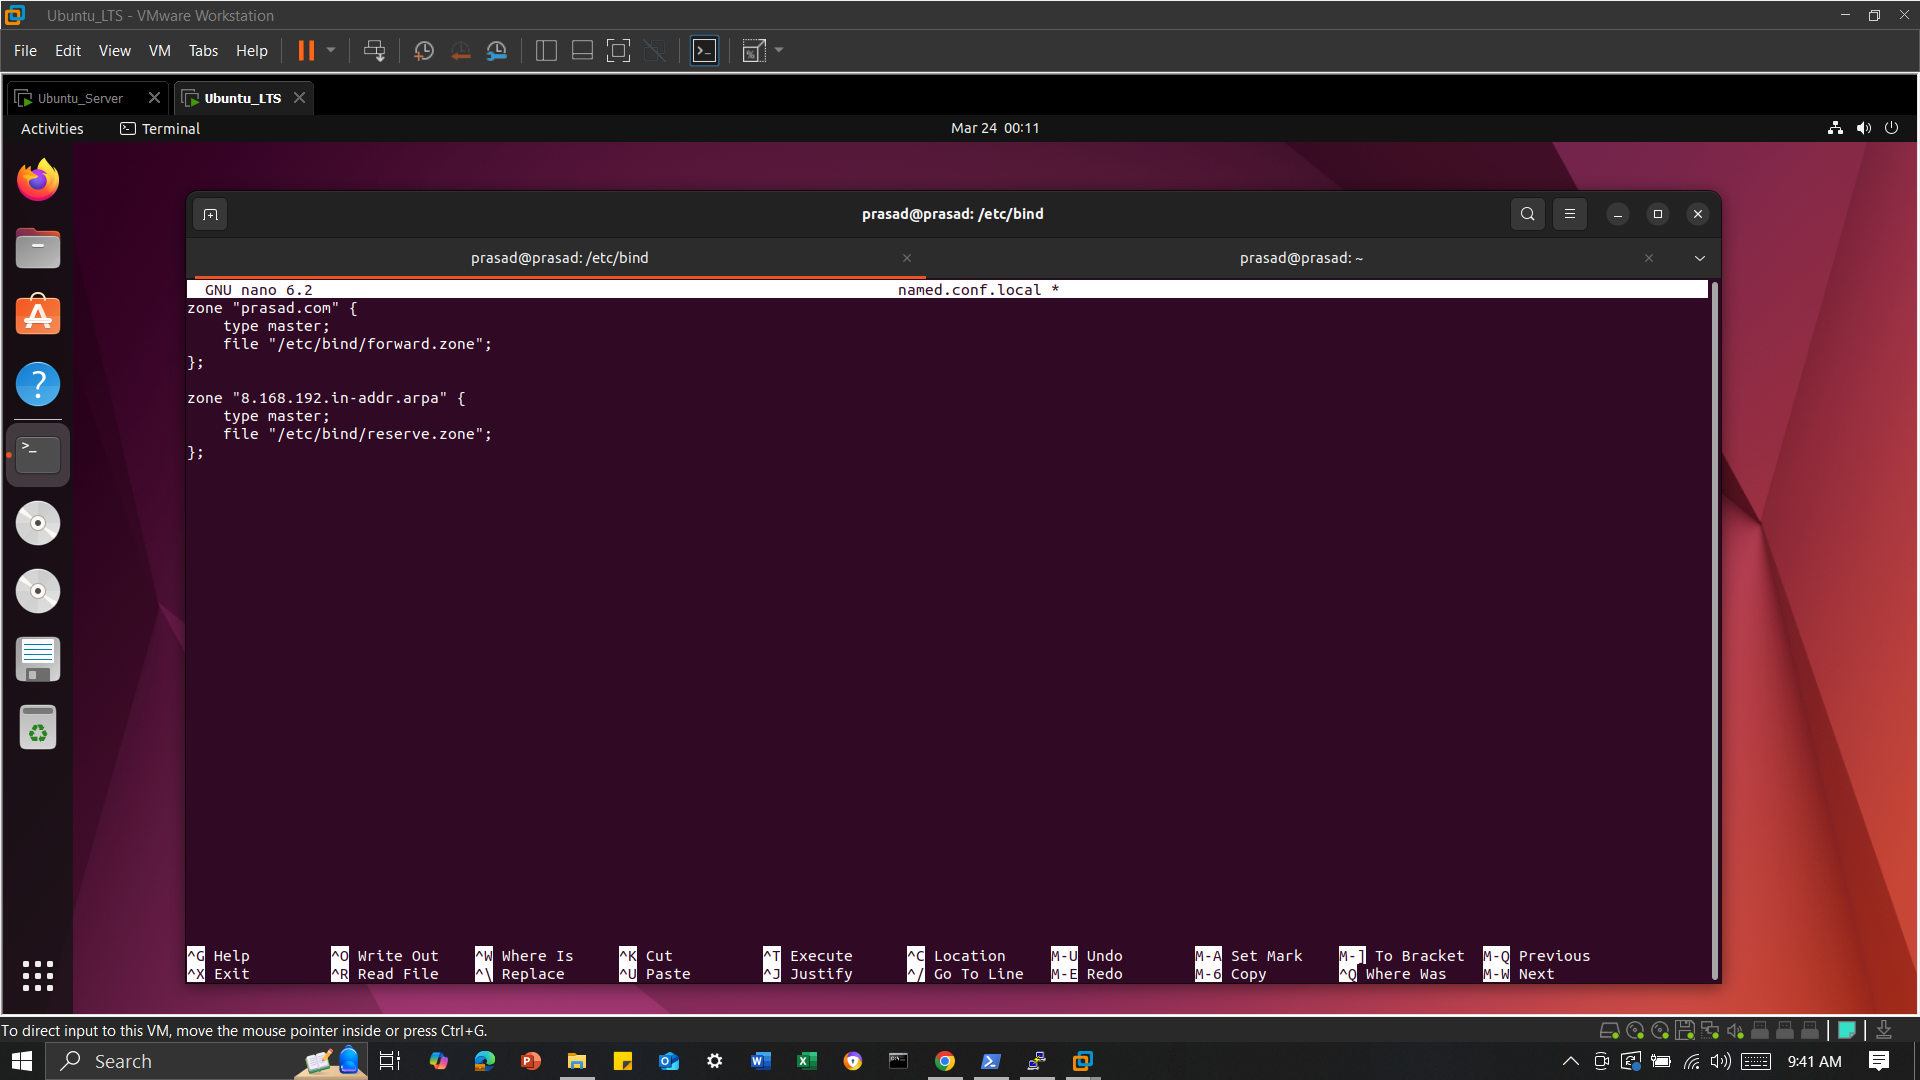 Ubuntu_LTS - VMware Workstation
File Edit View VM Tabs Help
Ubuntu_Server Ubuntu_LTS
Activities Terminal Mar 24 00:11
prasad@prasad: /etc/bind
prasad@prasad: /etc/bind prasad@prasad: ~
GNU nano 6.2 named.conf.local *
zone "prasad.com" {
    type master;
    file "/etc/bind/forward.zone";
};

zone "8.168.192.in-addr.arpa" {
    type master;
    file "/etc/bind/reserve.zone";
};
^G Help ^O Write Out ^W Where Is ^K Cut ^T Execute ^C Location M-U Undo M-A Set Mark M-] To Bracket M-Q Previous
^X Exit ^R Read File ^\ Replace ^U Paste ^J Justify ^/ Go To Line M-E Redo M-6 Copy ^Q Where Was M-W Next
To direct input to this VM, move the mouse pointer inside or press Ctrl+G.
Search 9:41 AM